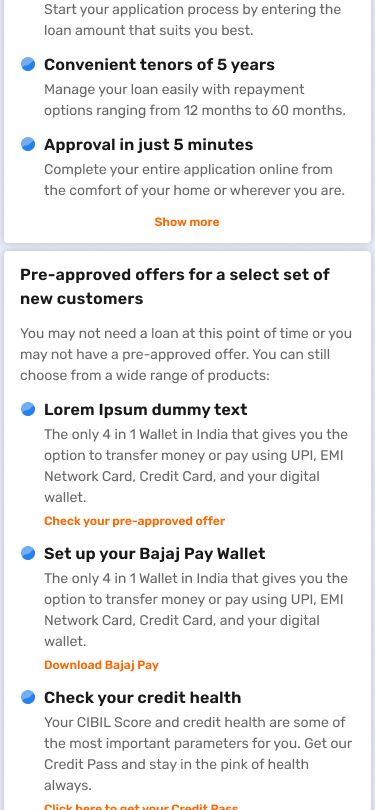 Start your application process by entering the
loan amount that suits you best.
Convenient tenors of 5 years
Manage your loan easily with repayment
options ranging from 12 months to 60 months.
Approval in just 5 minutes
Complete your entire application online from
the comfort of your home or wherever you are.
Show more
Pre-approved offers for a select set of
new customers
You may not need a loan at this point of time or you
may not have a pre-approved offer. You can still
choose from a wide range of products:
Lorem Ipsum dummy text
The only 4 in 1 Wallet in India that gives you the
option to transfer money or pay using UPI, EMI
Network Card, Credit Card, and your digital
wallet.
Check your pre-approved offer
Set up your Bajaj Pay Wallet
The only 4 in 1 Wallet in India that gives you the
option to transfer money or pay using UPI, EMI
Network Card, Credit Card, and your digital
wallet.
Download Bajaj Pay
Check your credit health
Your CIBIL Score and credit health are some of
the most important parameters for you. Get our
Credit Pass and stay in the pink of health
always.
Click here to get your Credit Pass